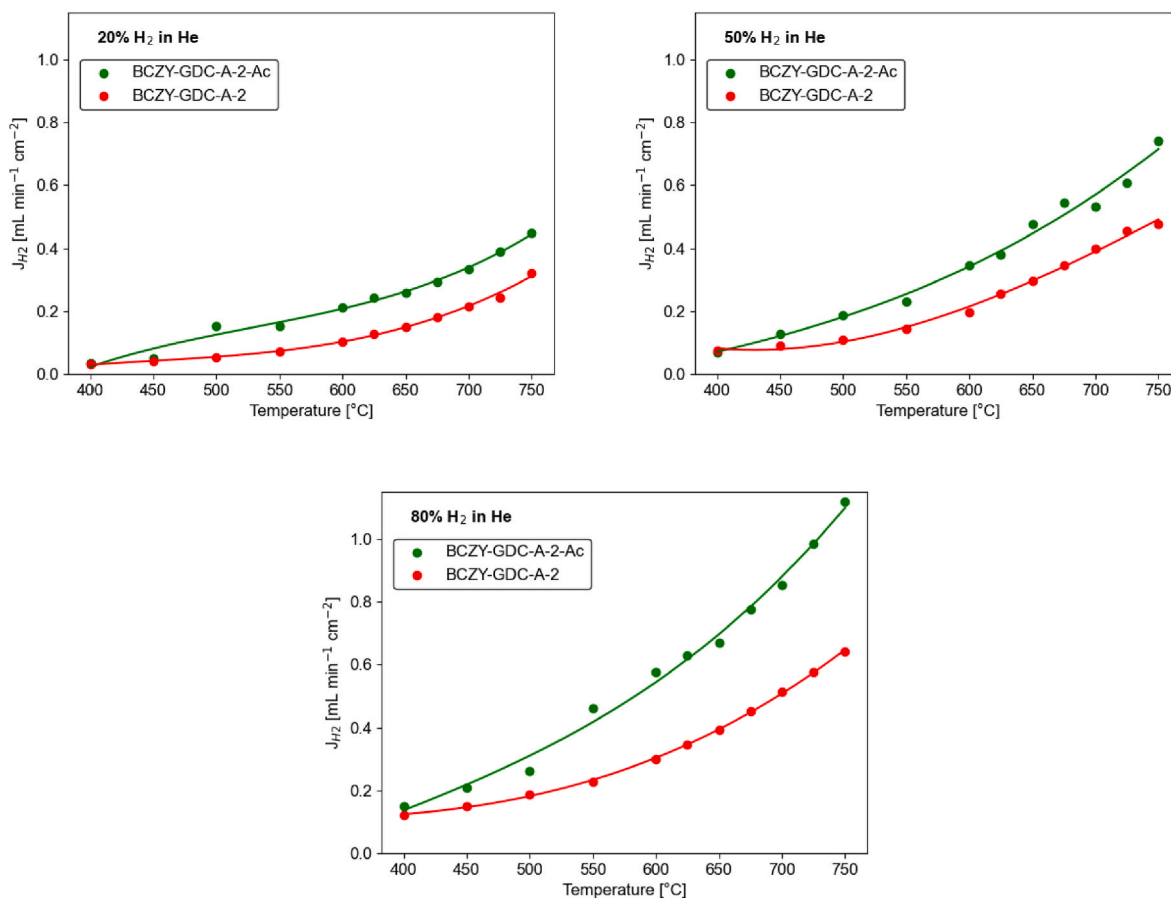 20% H₂ in He
BCZY-GDC-A-2-Ac
BCZY-GDC-A-2
J_H2 [mL min⁻¹ cm⁻²]
1.0
0.8
0.6
0.4
0.2
0.0
400 450 500 550 600 650 700 750
Temperature [°C]
50% H₂ in He
BCZY-GDC-A-2-Ac
BCZY-GDC-A-2
J_H2 [mL min⁻¹ cm⁻²]
1.0
0.8
0.6
0.4
0.2
0.0
400 450 500 550 600 650 700 750
Temperature [°C]
80% H₂ in He
BCZY-GDC-A-2-Ac
BCZY-GDC-A-2
J_H2 [mL min⁻¹ cm⁻²]
1.0
0.8
0.6
0.4
0.2
0.0
400 450 500 550 600 650 700 750
Temperature [°C]